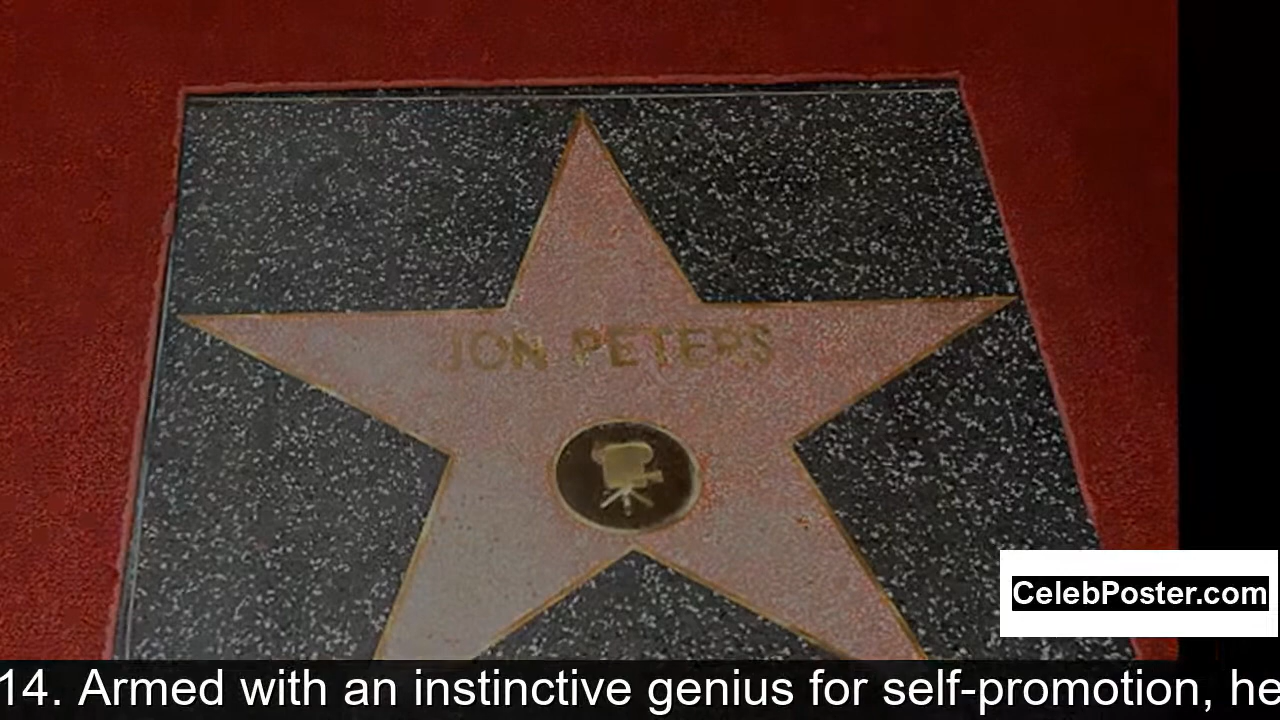 JON PETERS
CelebPoster.com
14. Armed with an instinctive genius for self-promotion, he